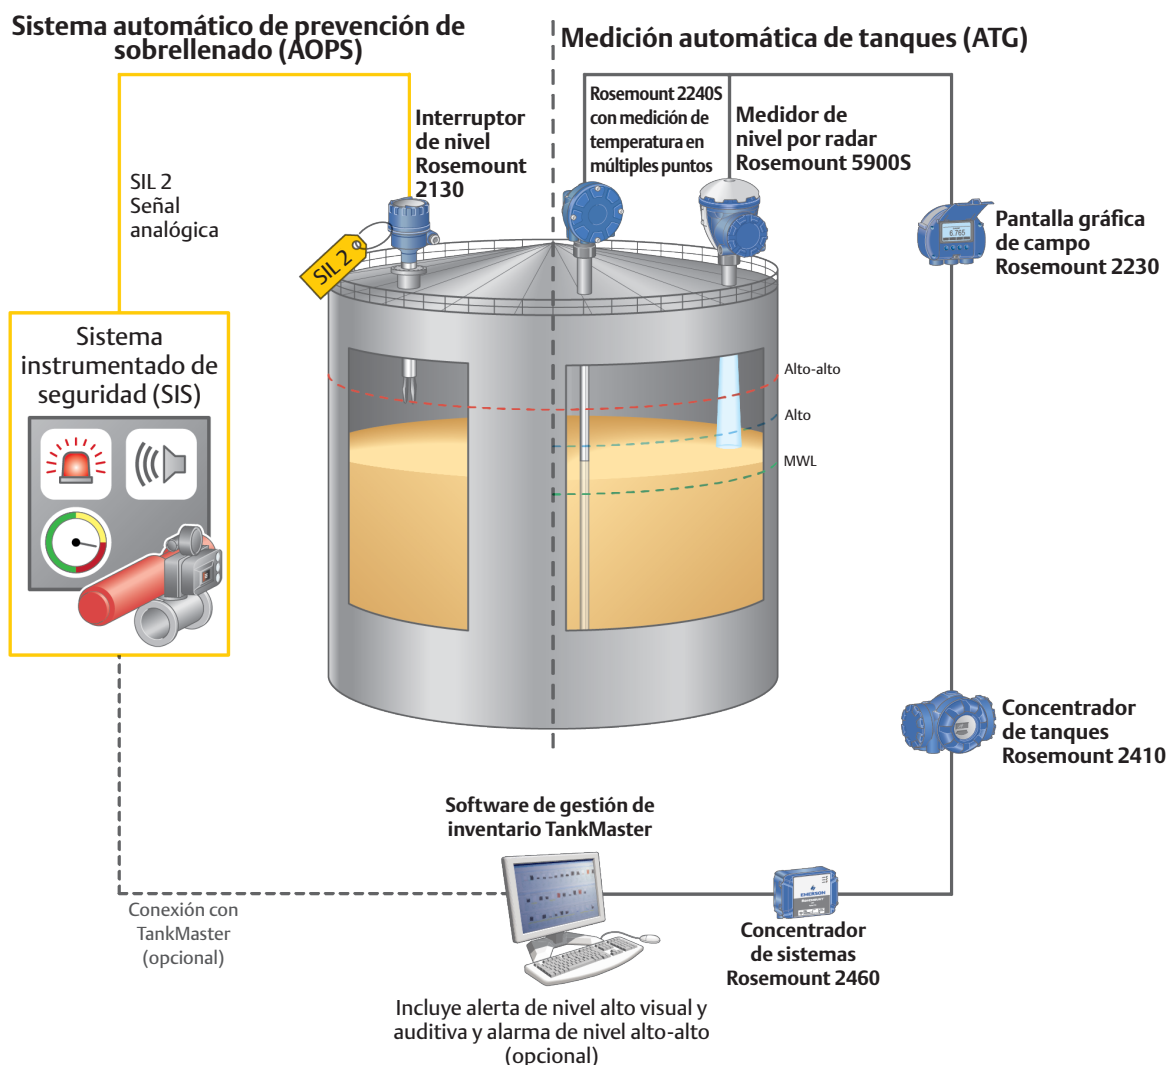 Sistema automático de prevención de
sobrellenado (AOPS)
Medición automática de tanques (ATG)
Rosemount 2240S
con medición de
temperatura en
múltiples puntos
Interruptor
de nivel
Rosemount
2130
Medidor de
nivel por radar
Rosemount 5900S
SIL 2
Señal
analógica
SIL 2
6.765
Pantalla gráfica
de campo
Rosemount 2230
Sistema
instrumentado de
seguridad (SIS)
Alto-alto
Alto
MWL
Concentrador
de tanques
Rosemount 2410
Software de gestión de
inventario TankMaster
EMERSON
Conexión con
TankMaster
(opcional)
Concentrador
de sistemas
Rosemount 2460
Incluye alerta de nivel alto visual y
auditiva y alarma de nivel alto-alto
(opcional)